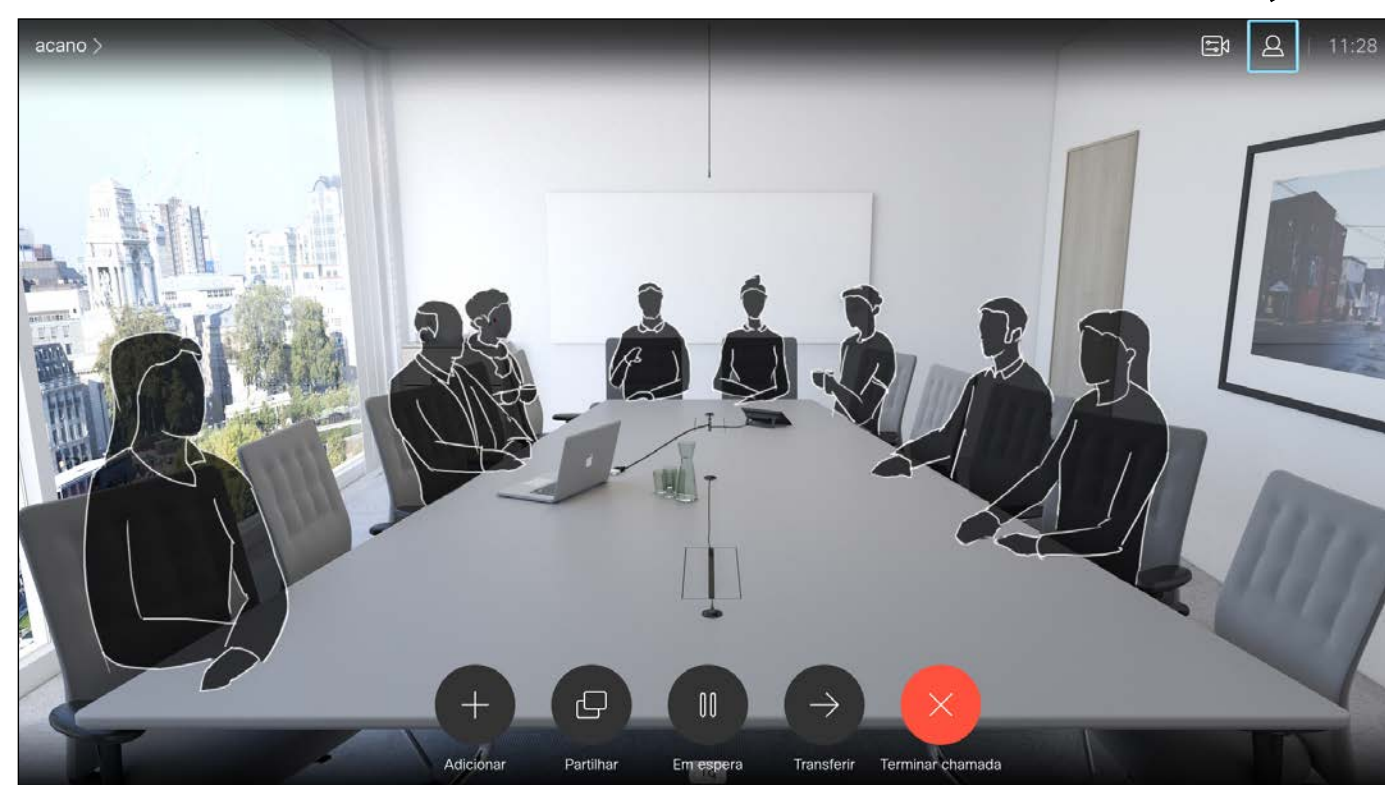 acano
11:28
Adicionar
Partilhar
Em espera
Transferir
Terminar chamada